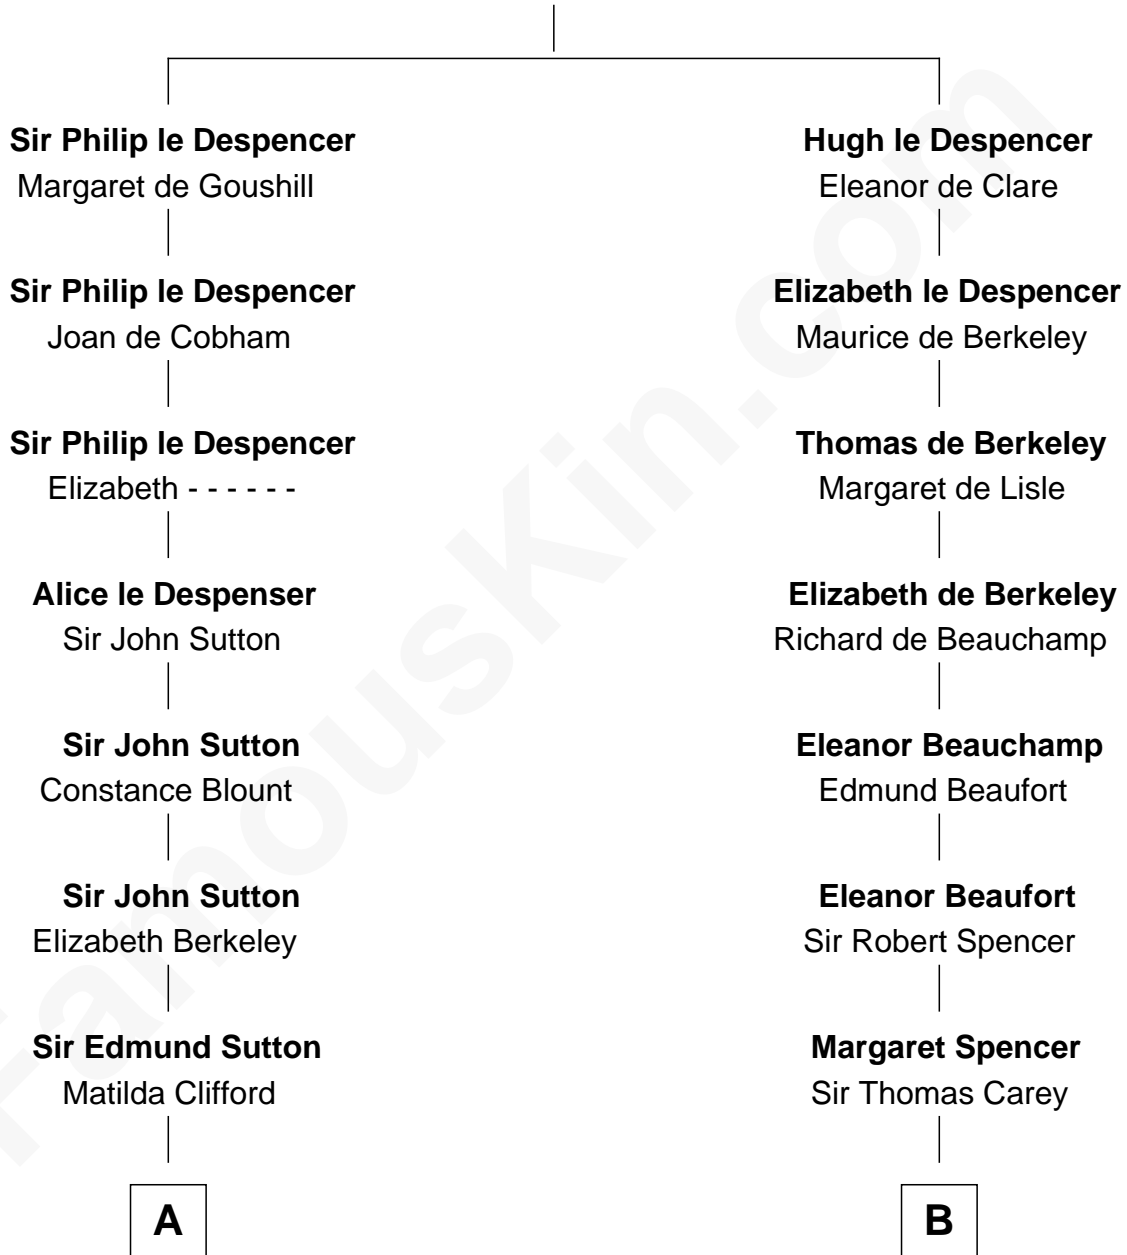 Sir Philip le Despencer
Margaret de Goushill
Sir Philip le Despencer
Joan de Cobham
Sir Philip le Despencer
Elizabeth - - - - - -
Alice le Despenser
Sir John Sutton
Sir John Sutton
Constance Blount
Sir John Sutton
Elizabeth Berkeley
Sir Edmund Sutton
Matilda Clifford
A
Hugh le Despencer
Eleanor de Clare
Elizabeth le Despencer
Maurice de Berkeley
Thomas de Berkeley
Margaret de Lisle
Elizabeth de Berkeley
Richard de Beauchamp
Eleanor Beauchamp
Edmund Beaufort
Eleanor Beaufort
Sir Robert Spencer
Margaret Spencer
Sir Thomas Carey
B
FamousKin.com